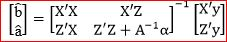 [b̂ â] = [X′X X′Z Z′X Z′Z + A⁻¹α]⁻¹ [X′y Z′y]